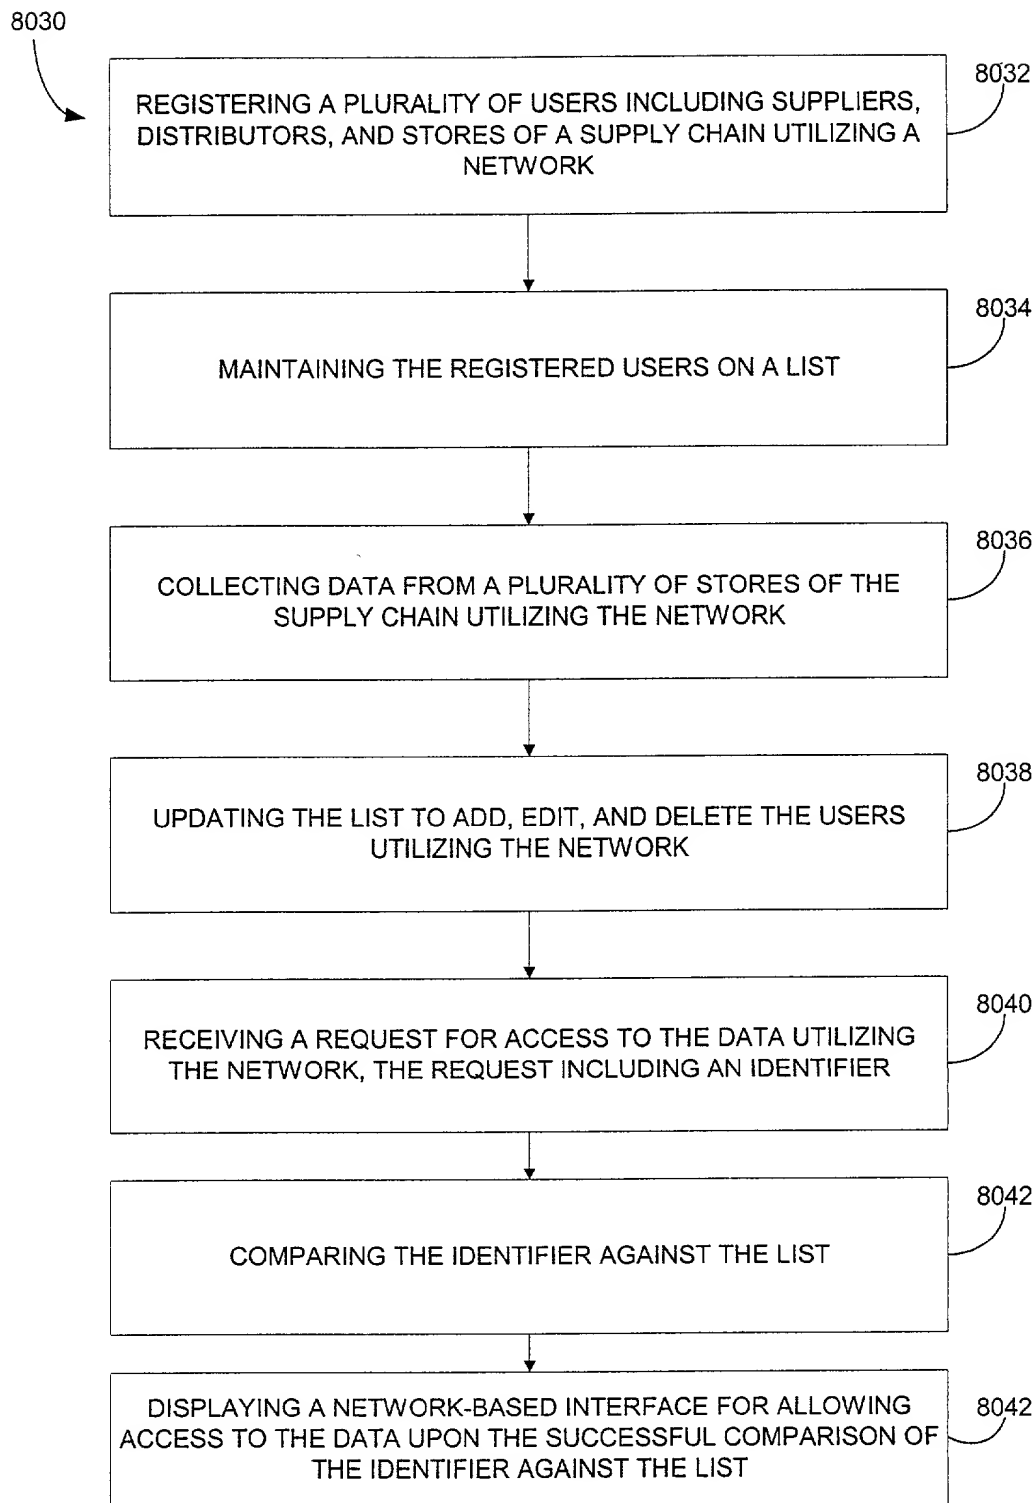 8030
8032
REGISTERING A PLURALITY OF USERS INCLUDING SUPPLIERS,
DISTRIBUTORS, AND STORES OF A SUPPLY CHAIN UTILIZING A
NETWORK
8034
MAINTAINING THE REGISTERED USERS ON A LIST
8036
COLLECTING DATA FROM A PLURALITY OF STORES OF THE
SUPPLY CHAIN UTILIZING THE NETWORK
8038
UPDATING THE LIST TO ADD, EDIT, AND DELETE THE USERS
UTILIZING THE NETWORK
8040
RECEIVING A REQUEST FOR ACCESS TO THE DATA UTILIZING
THE NETWORK, THE REQUEST INCLUDING AN IDENTIFIER
8042
COMPARING THE IDENTIFIER AGAINST THE LIST
8042
DISPLAYING A NETWORK-BASED INTERFACE FOR ALLOWING
ACCESS TO THE DATA UPON THE SUCCESSFUL COMPARISON OF
THE IDENTIFIER AGAINST THE LIST